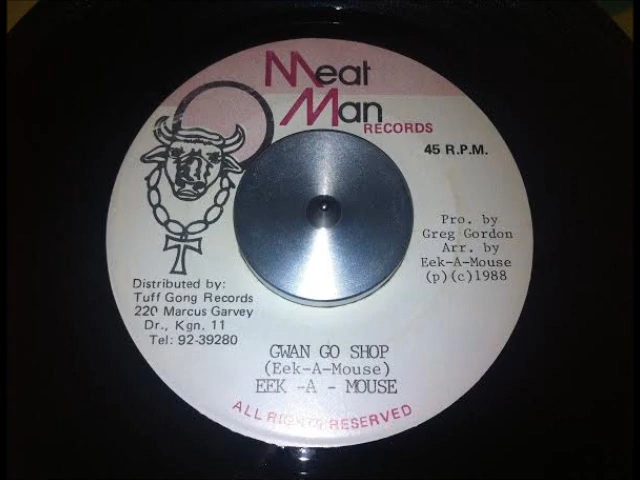 Meat
Man
RECORDS
45 R.P.M.
Pro. by
Greg Gordon
Arr. by
Eek-A-Mouse
(p)(c)1988
Distributed by:
Tuff Gong Records
220 Marcus Garvey
Dr., Kgn. 11
Tel: 92-39280
GWAN GO SHOP
(Eek-A-Mouse)
EEK -A - MOUSE
ALL RIGHTS RESERVED